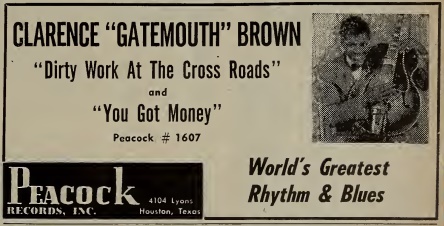 CLARENCE "GATEMOUTH" BROWN
"Dirty Work At The Cross Roads"
and
"You Got Money"
Peacock # 1607
PEACOCK
RECORDS, INC.
4104 Lyons
Houston, Texas
World's Greatest
Rhythm & Blues